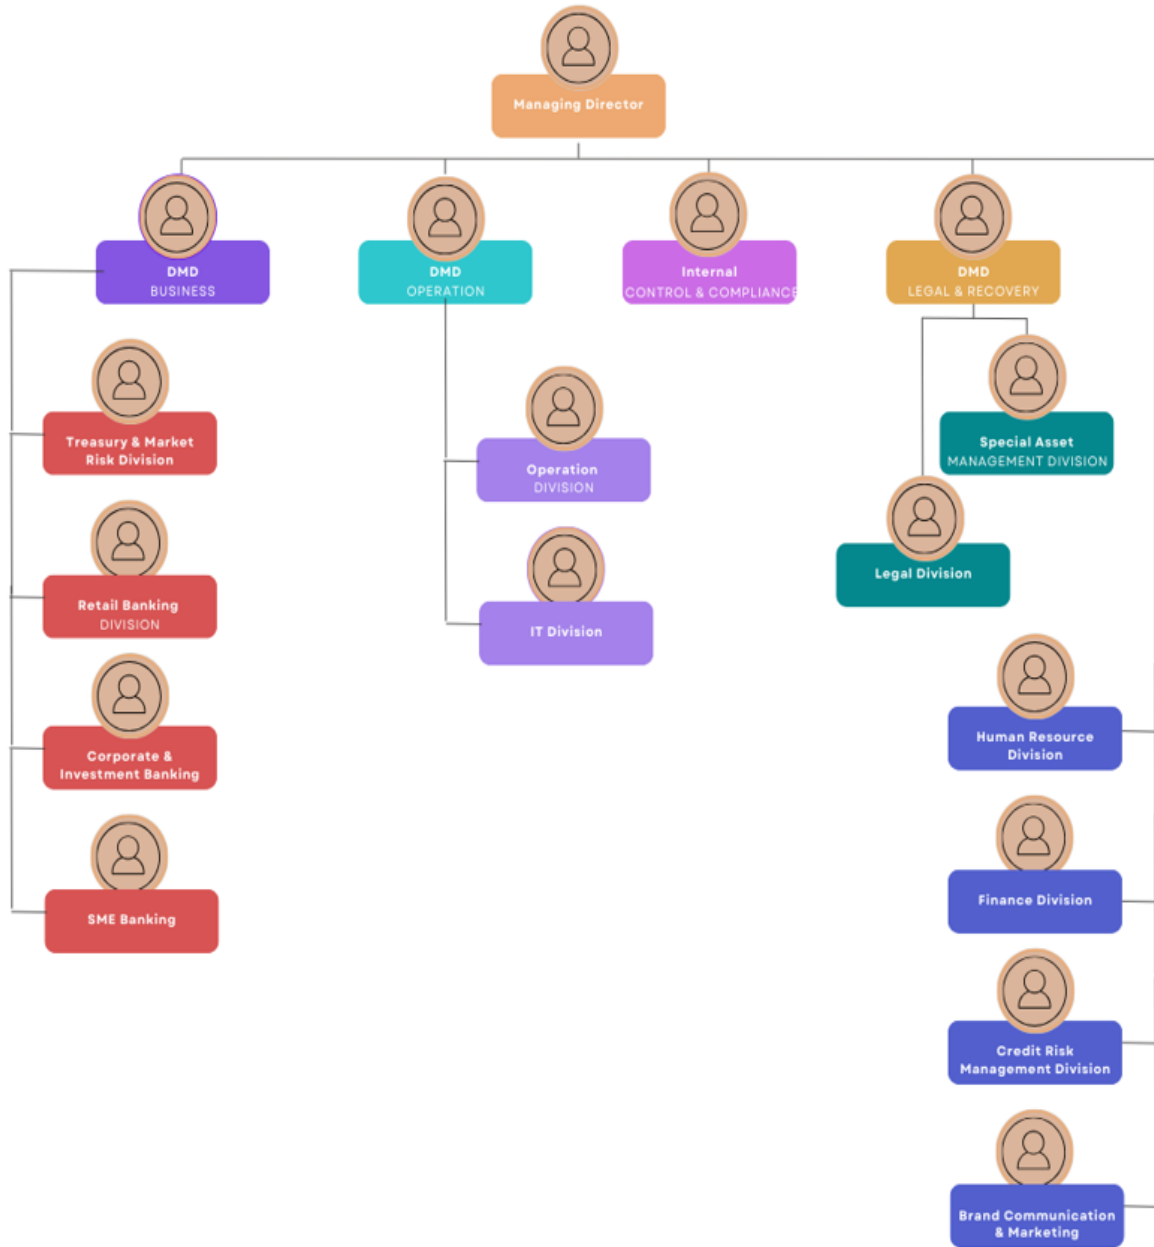 Managing Director
DMD
BUSINESS
DMD
OPERATION
Internal
CONTROL & COMPLIANCE
DMD
LEGAL & RECOVERY
Treasury & Market
Risk Division
Retail Banking
DIVISION
Corporate &
Investment Banking
SME Banking
Operation
DIVISION
IT Division
Special Asset
MANAGEMENT DIVISION
Legal Division
Human Resource
Division
Finance Division
Credit Risk
Management Division
Brand Communication
& Marketing